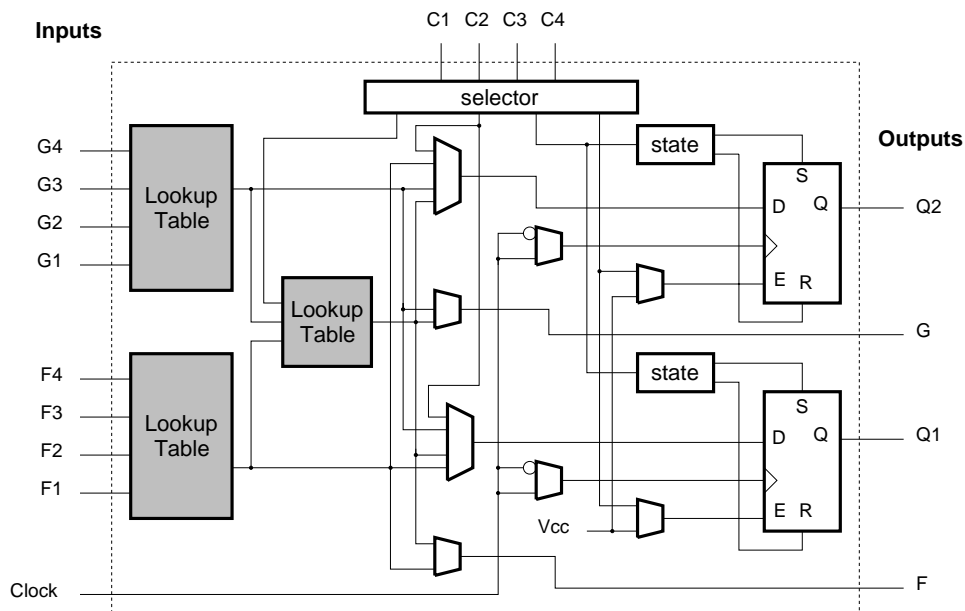 Inputs
C1 C2 C3 C4
selector
G4
G3
G2
G1
Lookup
Table
Lookup
Table
F4
F3
F2
F1
Lookup
Table
state
S
D Q
E R
Outputs
Q2
G
state
S
D Q
E R
Q1
Vcc
F
Clock